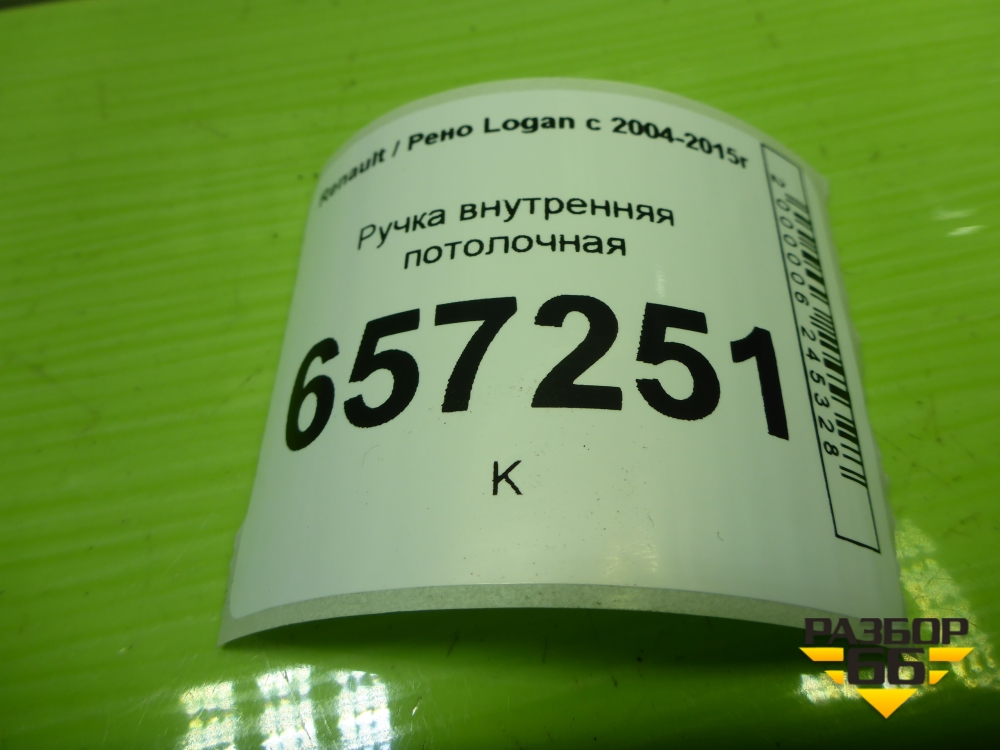 Renault / Рено Logan с 2004-2015г
Ручка внутренняя
потолочная
657251
К
2000006245328
РАЗБОР
66